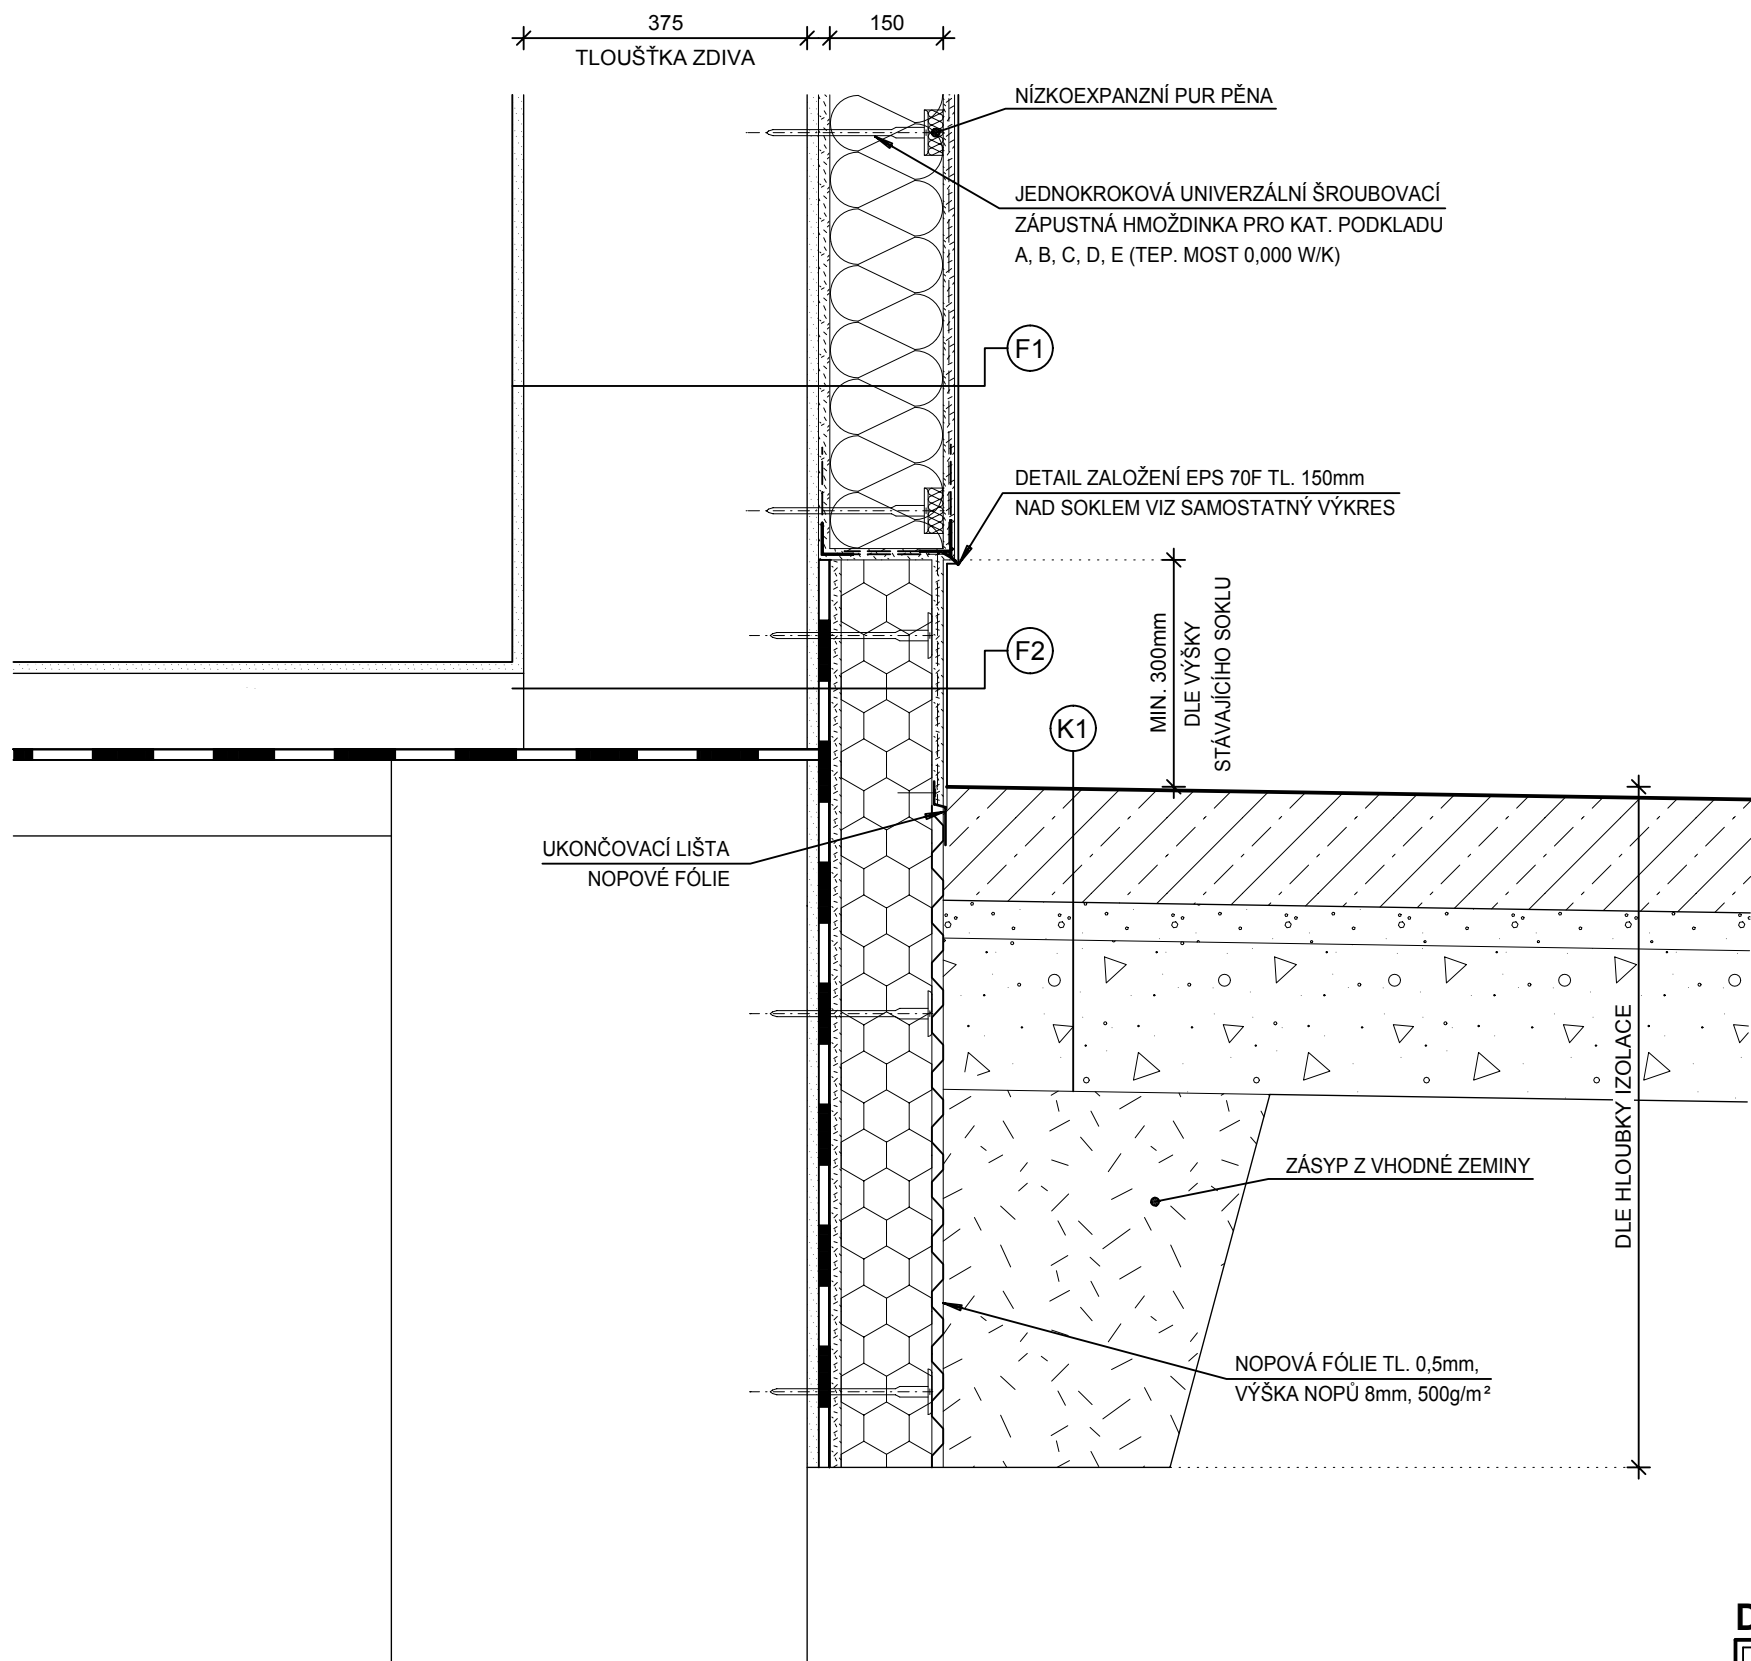 375
150
TLOUŠŤKA ZDIVA
NÍZKOEXPANZNÍ PUR PĚNA
JEDNOKROKOVÁ UNIVERZÁLNÍ ŠROUBOVACÍ
ZÁPUSTNÁ HMOŽDINKA PRO KAT. PODKLADU
A, B, C, D, E (TEP. MOST 0,000 W/K)
F1
DETAIL ZALOŽENÍ EPS 70F TL. 150mm
NAD SOKLEM VIZ SAMOSTATNÝ VÝKRES
MIN. 300mm
DLE VÝŠKY
STÁVAJÍCÍHO SOKLU
F2
K1
UKONČOVACÍ LIŠTA
NOPOVÉ FÓLIE
DLE HLOUBKY IZOLACE
ZÁSYP Z VHODNÉ ZEMINY
NOPOVÁ FÓLIE TL. 0,5mm,
VÝŠKA NOPŮ 8mm, 500g/m²